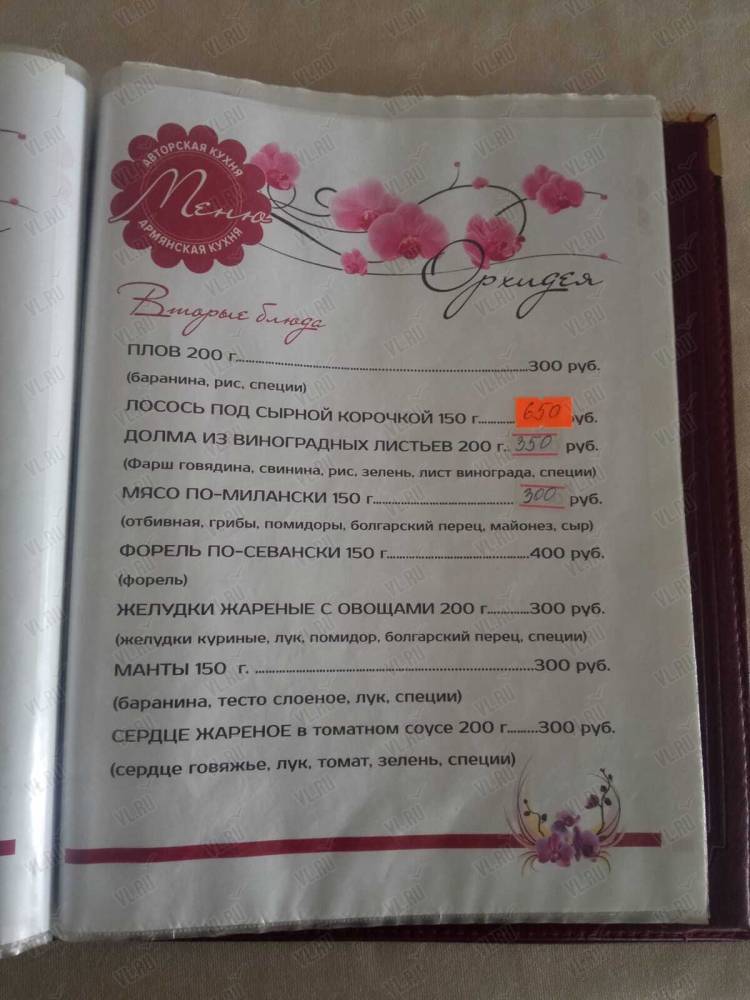 АВТОРСКАЯ КУХНЯ
Меню
АРМЯНСКАЯ КУХНЯ
Орхидея
Вторые блюда
ПЛОВ 200 г.....................................................300 руб.
(баранина, рис, специи)
ЛОСОСЬ ПОД СЫРНОЙ КОРОЧКОЙ 150 г............ 650 руб.
ДОЛМА ИЗ ВИНОГРАДНЫХ ЛИСТЬЕВ 200 г. 350 руб.
(Фарш говядина, свинина, рис, зелень, лист винограда, специи)
МЯСО ПО-МИЛАНСКИ 150 г........................ 300 руб.
(отбивная, грибы, помидоры, болгарский перец, майонез, сыр)
ФОРЕЛЬ ПО-СЕВАНСКИ 150 г........................400 руб.
(форель)
ЖЕЛУДКИ ЖАРЕНЫЕ С ОВОЩАМИ 200 г............300 руб.
(желудки куриные, лук, помидор, болгарский перец, специи)
МАНТЫ 150 г. ................................................300 руб.
(баранина, тесто слоеное, лук, специи)
СЕРДЦЕ ЖАРЕНОЕ в томатном соусе 200 г.........300 руб.
(сердце говяжье, лук, томат, зелень, специи)
VL.RU